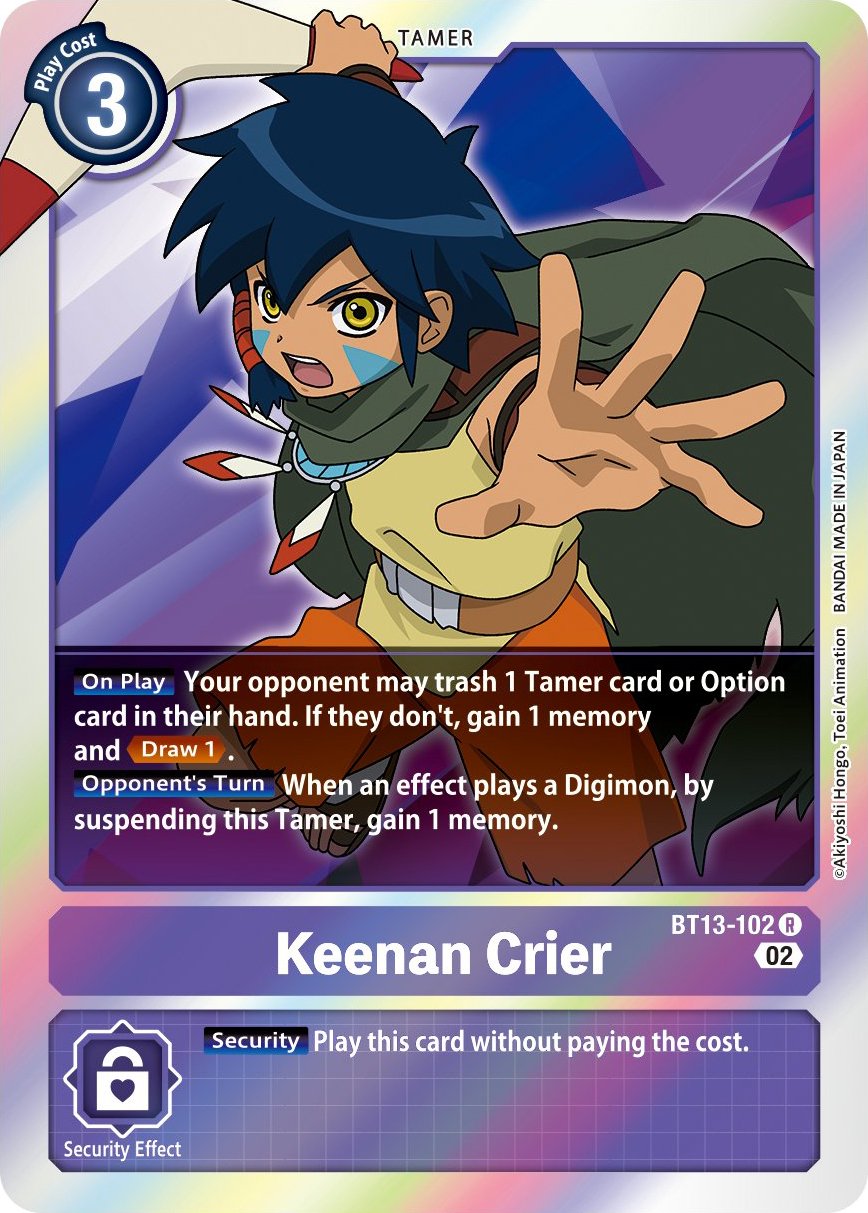 TAMER
Play Cost
3
On Play Your opponent may trash 1 Tamer card or Option
card in their hand. If they don't, gain 1 memory
and Draw 1 .
Opponent's Turn When an effect plays a Digimon, by
suspending this Tamer, gain 1 memory.
©Akiyoshi Hongo, Toei Animation BANDAI MADE IN JAPAN
BT13-102 R
Keenan Crier
02
Security Play this card without paying the cost.
Security Effect